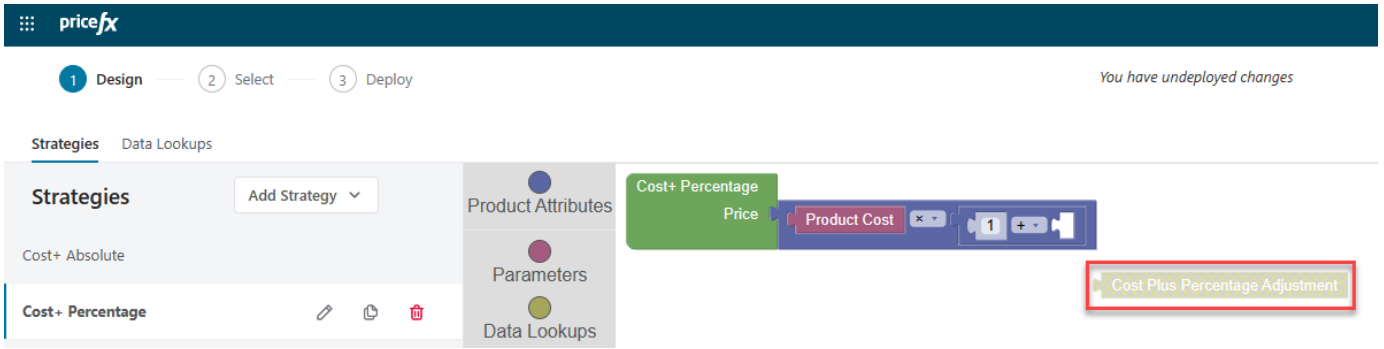 pricefx
1 Design 2 Select 3 Deploy You have undeployed changes
Strategies Data Lookups
Strategies Add Strategy
Cost+ Absolute
Cost+ Percentage
Product Attributes
Parameters
Data Lookups
Cost+ Percentage
Price Product Cost × 1 +
Cost Plus Percentage Adjustment